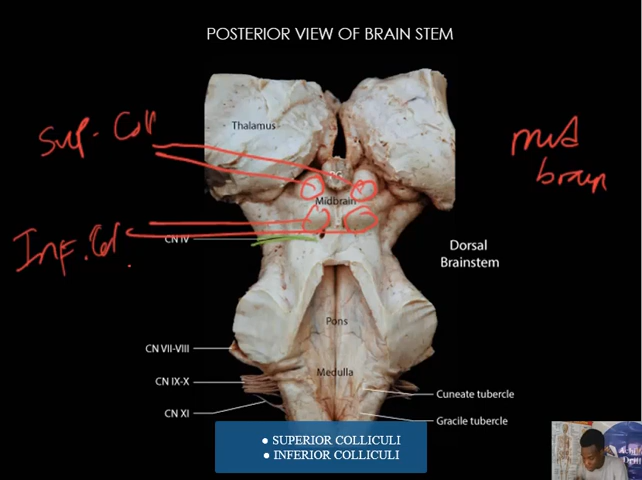 POSTERIOR VIEW OF BRAIN STEM
Thalamus
Sup. Coll
mid
brain
Midbrain
Inf. Col.
CN IV
Dorsal
Brainstem
Pons
CN VII-VIII
Medulla
CN IX-X
Cuneate tubercle
CN XI
Gracile tubercle
● SUPERIOR COLLICULI
● INFERIOR COLLICULI